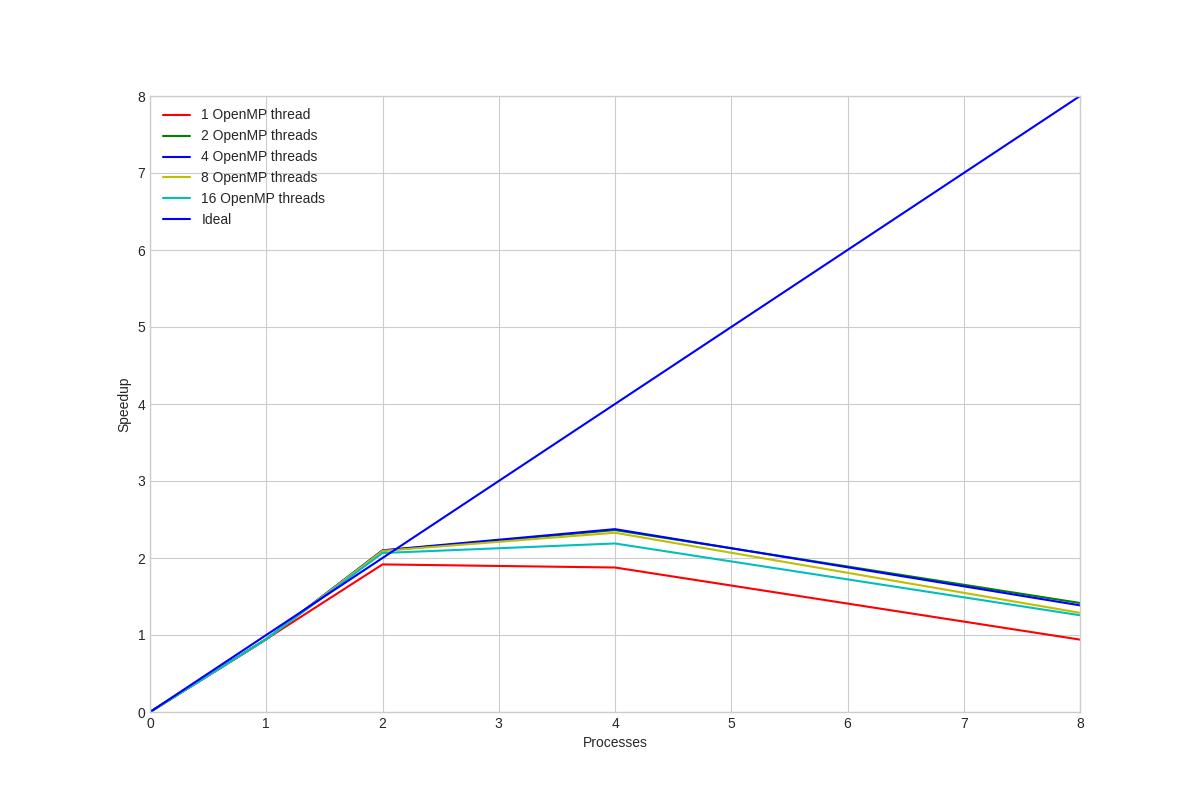 8
1 OpenMP thread
2 OpenMP threads
4 OpenMP threads
7
8 OpenMP threads
16 OpenMP threads
Ideal
6
5
4
Speedup
3
2
1
0
0 1 2 3 4 5 6 7 8
Processes